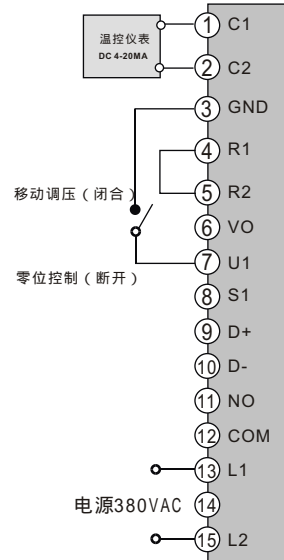 温控仪表
DC 4-20MA
1 C1
2 C2
3 GND
4 R1
5 R2
移动调压（闭合）
6 VO
7 U1
零位控制（断开）
8 S1
9 D+
10 D-
11 NO
12 COM
13 L1
电源380VAC 14
15 L2